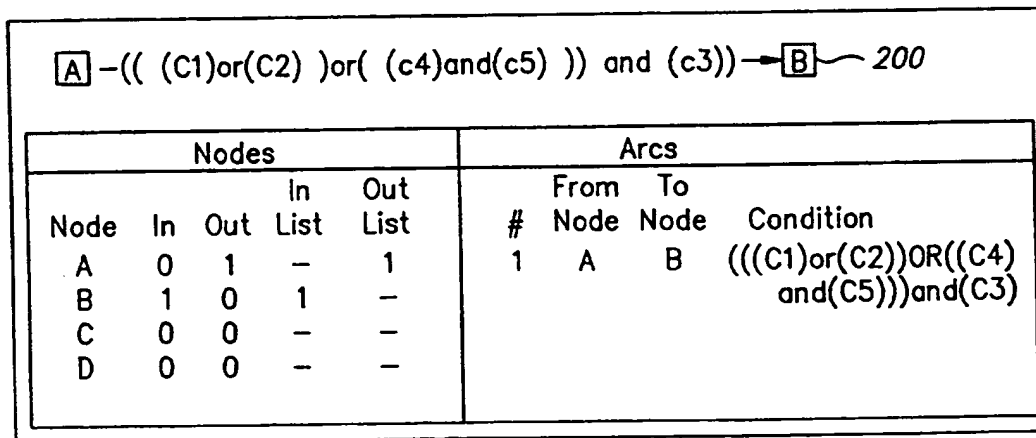 A -(( (C1)or(C2) )or( (c4)and(c5) )) and (c3)) B 200
Nodes Arcs
In Out From To
Node In Out List List # Node Node Condition
A 0 1 - 1 1 A B (((C1)or(C2))OR((C4)
B 1 0 1 - and(C5)))and(C3)
C 0 0 - -
D 0 0 - -